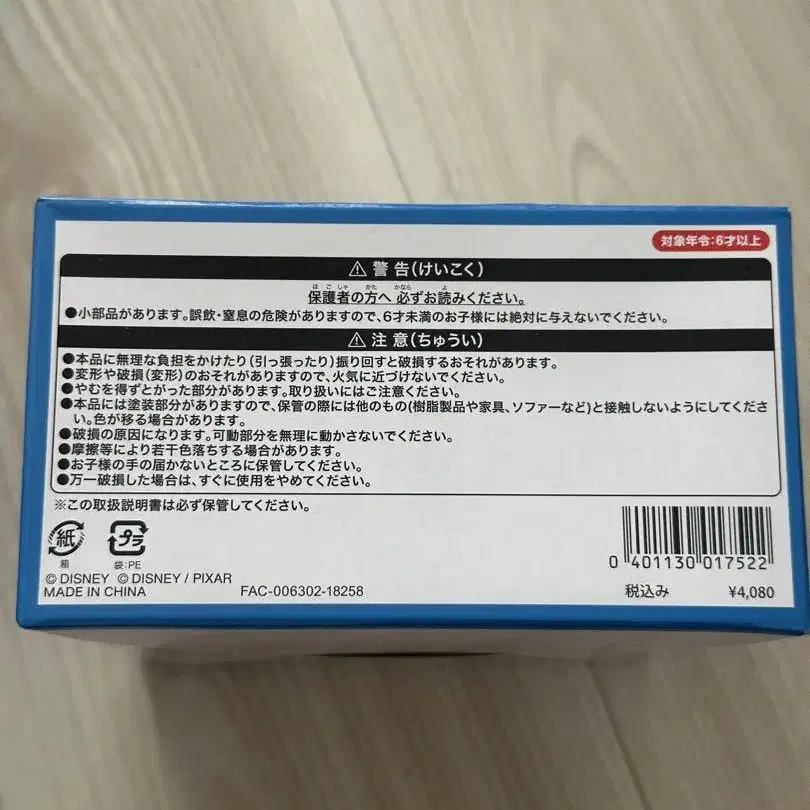 対象年令:6才以上
⚠警告(けいこく)
ほごしゃ かた かなら よ
保護者の方へ 必ずお読みください。
●小部品があります。誤飲・窒息の危険がありますので、6才未満のお子様には絶対に与えないでください。
⚠注意(ちゅうい)
●本品に無理な負担をかけたり(引っ張ったり)振り回すと破損するおそれがあります。
●変形や破損(変形)のおそれがありますので、火気に近づけないでください。
●やむを得ずとがった部分があります。取り扱いにはご注意ください。
●本品には塗装部分がありますので、保管の際には他のもの(樹脂製品や家具、ソファーなど)と接触しないようにしてくださ
い。色が移る場合があります。
●破損の原因になります。可動部分を無理に動かさないでください。
●摩擦等により若干色落ちする場合があります。
●お子様の手の届かないところに保管してください。
●万一破損した場合は、すぐに使用をやめてください。
※この取扱説明書は必ず保管してください。
紙 プラ
箱 袋:PE
0 401130 017522
© DISNEY © DISNEY / PIXAR
MADE IN CHINA FAC-006302-18258 税込み ¥4,080